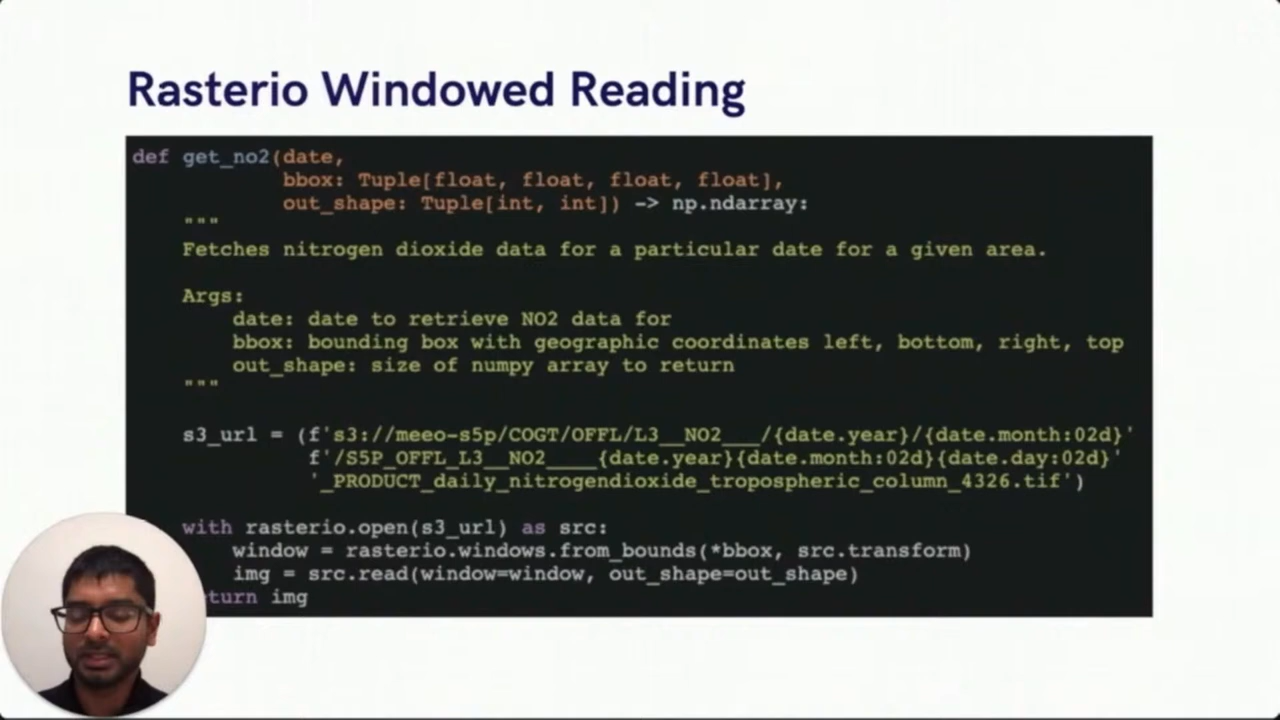 Rasterio Windowed Reading
def get_no2(date,
            bbox: Tuple[float, float, float, float],
            out_shape: Tuple[int, int]) -> np.ndarray:
    """
    Fetches nitrogen dioxide data for a particular date for a given area.
    Args:
        date: date to retrieve NO2 data for
        bbox: bounding box with geographic coordinates left, bottom, right, top
        out_shape: size of numpy array to return
    """
    s3_url = (f's3://meeo-s5p/COGT/OFFL/L3__NO2___/{date.year}/{date.month:02d}'
              f'/S5P_OFFL_L3__NO2____{date.year}{date.month:02d}{date.day:02d}'
              '_PRODUCT_daily_nitrogendioxide_tropospheric_column_4326.tif')
    with rasterio.open(s3_url) as src:
        window = rasterio.windows.from_bounds(*bbox, src.transform)
        img = src.read(window=window, out_shape=out_shape)
    eturn img